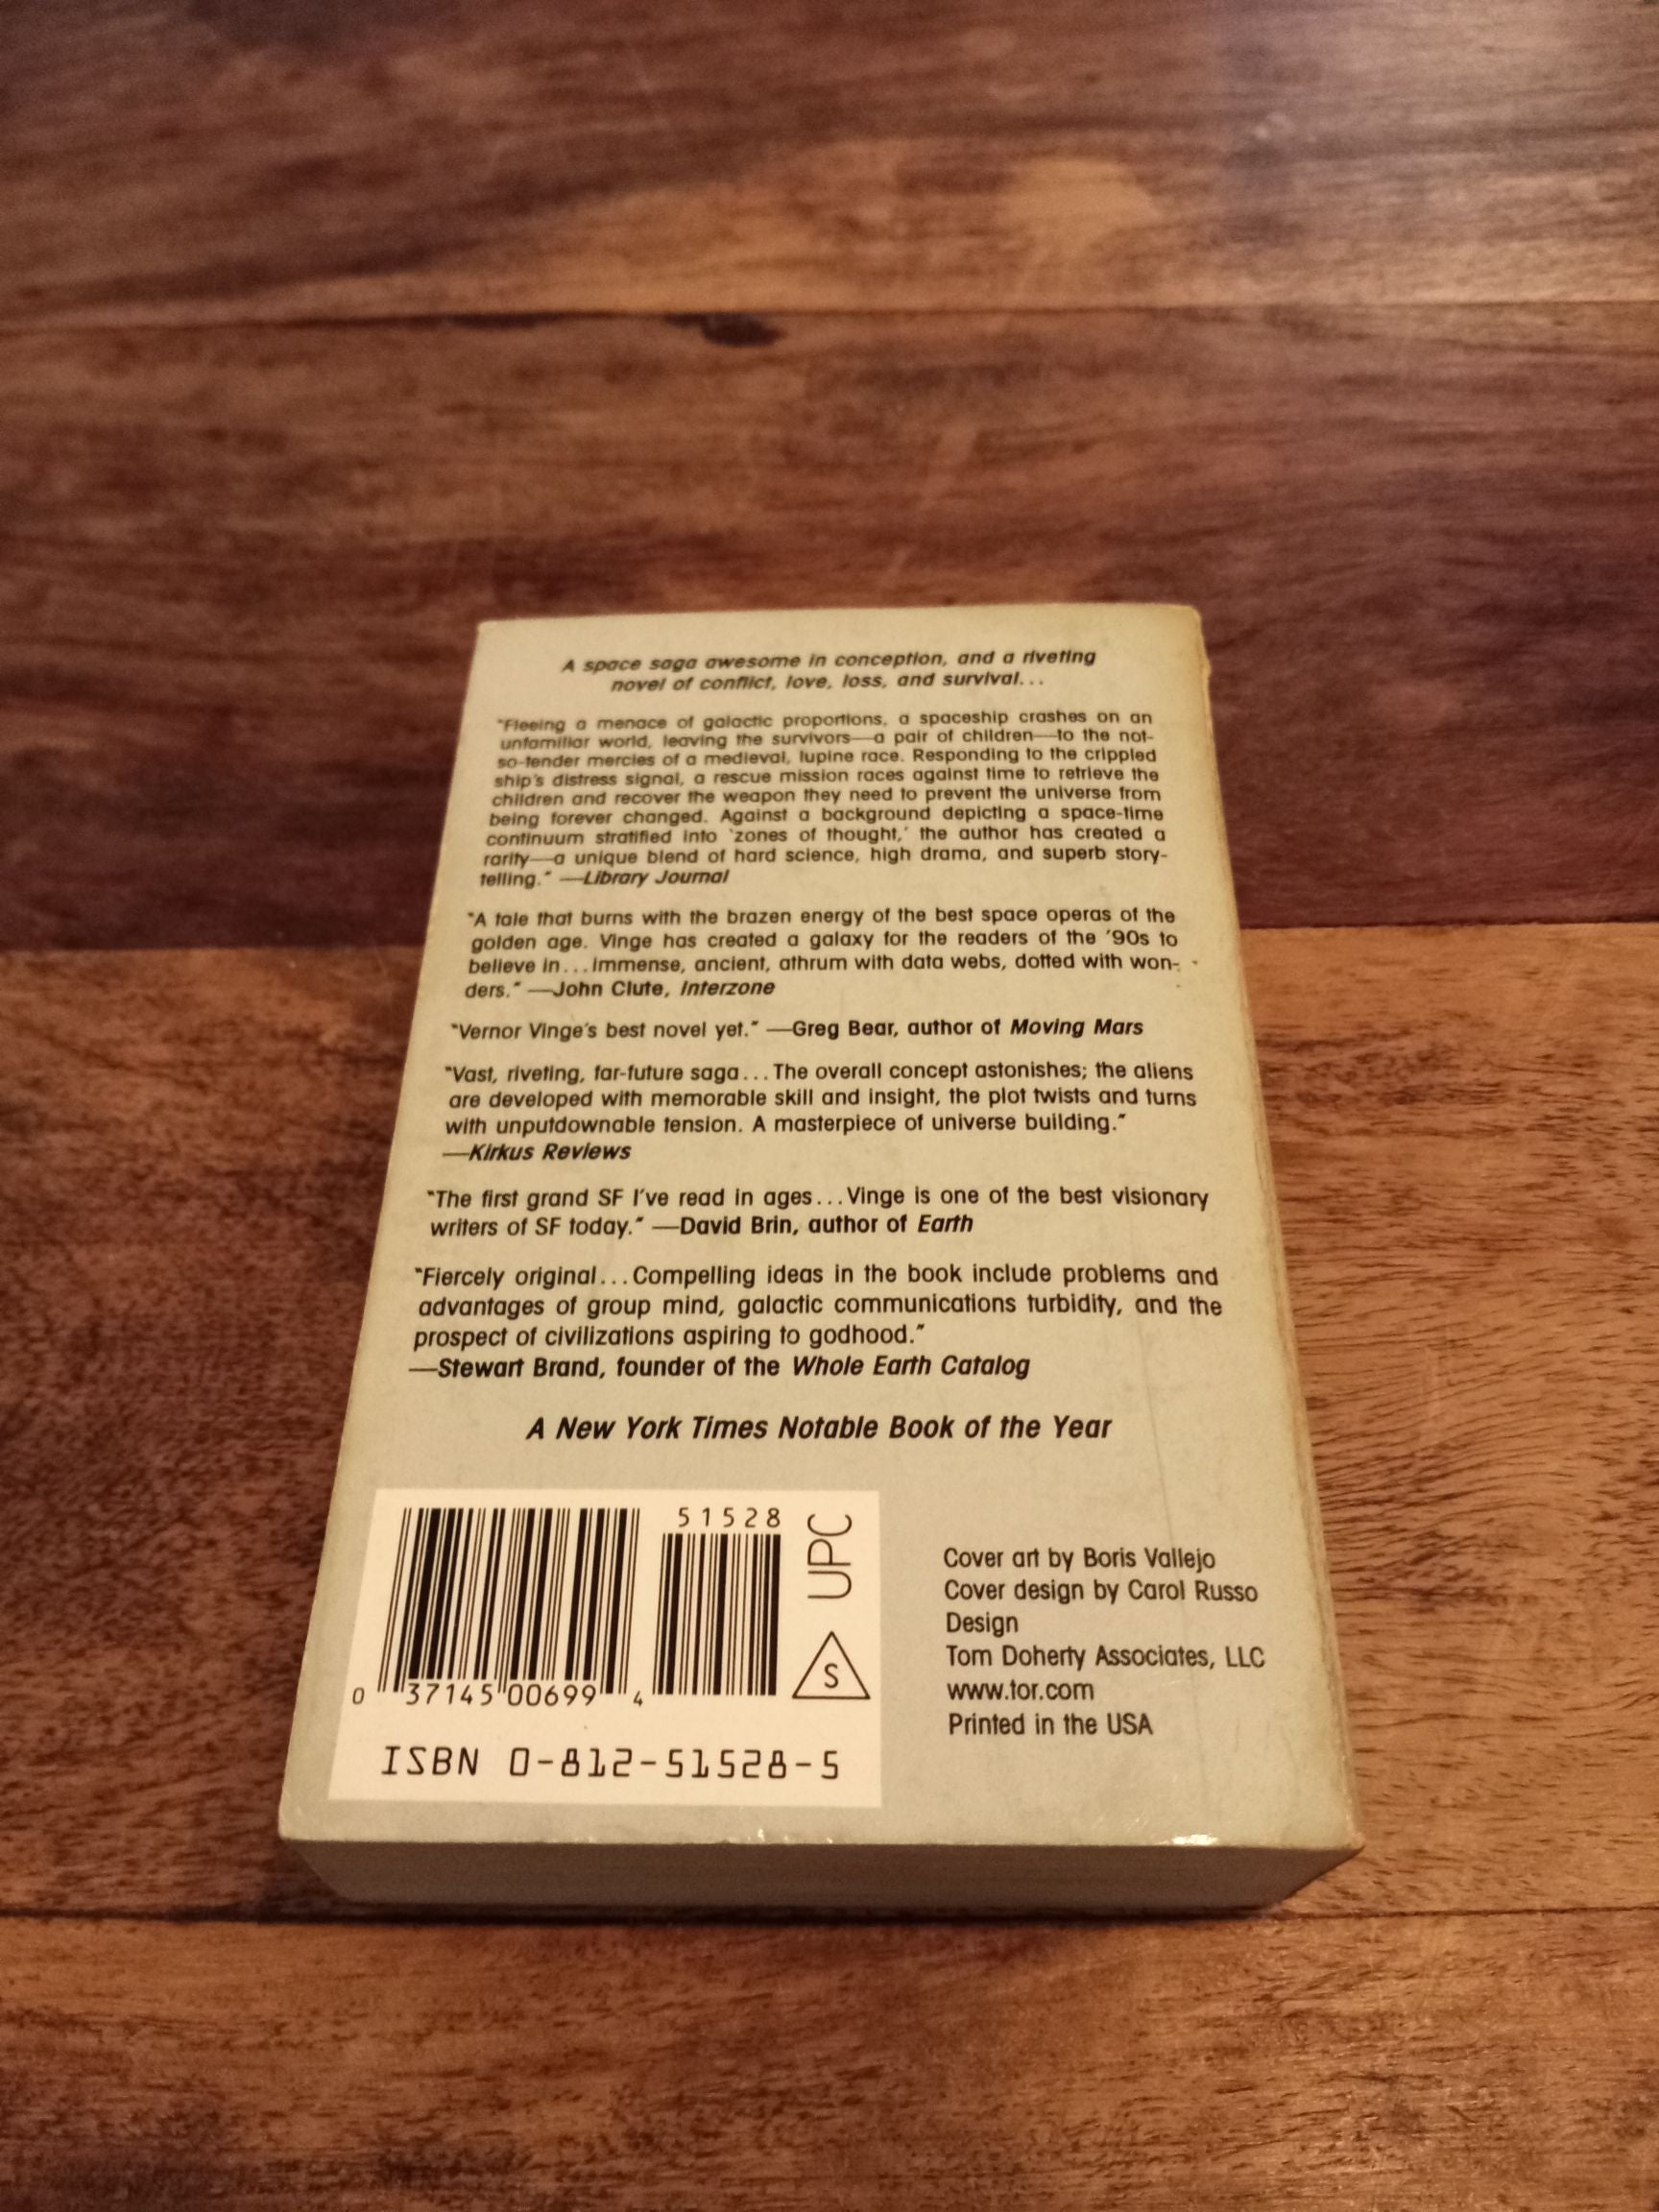 A space saga awesome in conception, and a riveting
novel of conflict, love, loss, and survival...
"Fleeing a menace of galactic proportions, a spaceship crashes on an
unfamiliar world, leaving the survivors—a pair of children—to the not-
so-tender mercies of a medieval, lupine race. Responding to the crippled
ship's distress signal, a rescue mission races against time to retrieve the
children and recover the weapon they need to prevent the universe from
being forever changed. Against a background depicting a space-time
continuum stratified into 'zones of thought,' the author has created a
rarity—a unique blend of hard science, high drama, and superb story-
telling." —Library Journal
"A tale that burns with the brazen energy of the best space operas of the
golden age. Vinge has created a galaxy for the readers of the '90s to
believe in...immense, ancient, athrum with data webs, dotted with won-
ders." —John Clute, Interzone
"Vernor Vinge's best novel yet." —Greg Bear, author of Moving Mars
"Vast, riveting, far-future saga...The overall concept astonishes; the aliens
are developed with memorable skill and insight, the plot twists and turns
with unputdownable tension. A masterpiece of universe building."
—Kirkus Reviews
"The first grand SF I've read in ages...Vinge is one of the best visionary
writers of SF today." —David Brin, author of Earth
"Fiercely original...Compelling ideas in the book include problems and
advantages of group mind, galactic communications turbidity, and the
prospect of civilizations aspiring to godhood."
—Stewart Brand, founder of the Whole Earth Catalog
A New York Times Notable Book of the Year
51528
UPC
S
0 37145 00699 4
ISBN 0-812-51528-5
Cover art by Boris Vallejo
Cover design by Carol Russo
Design
Tom Doherty Associates, LLC
www.tor.com
Printed in the USA